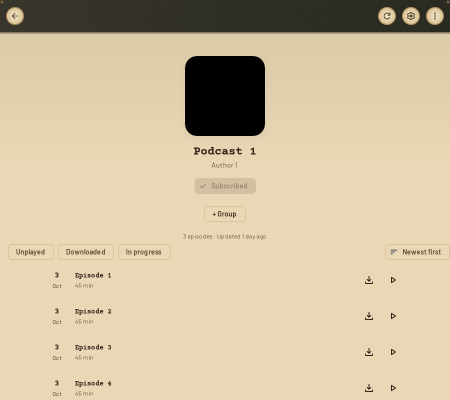 Podcast 1
Author 1
Subscribed
+ Group
3 episodes · Updated 1 day ago
Unplayed Downloaded In progress Newest first
3 Episode 1
Oct 45 min
3 Episode 2
Oct 45 min
3 Episode 3
Oct 45 min
3 Episode 4
Oct 45 min